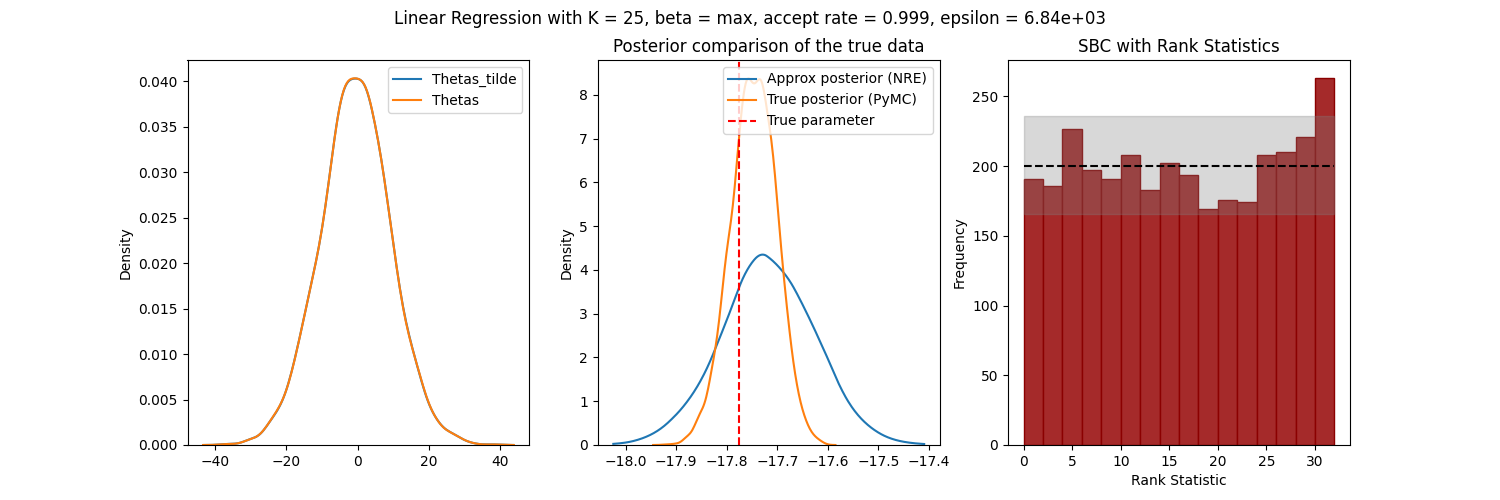 Linear Regression with K = 25, beta = max, accept rate = 0.999, epsilon = 6.84e+03
Density
0.040
0.035
0.030
0.025
0.020
0.015
0.010
0.005
0.000
−40 −20 0 20 40
Thetas_tilde
Thetas
Posterior comparison of the true data
Density
8
7
6
5
4
3
2
1
0
−18.0 −17.9 −17.8 −17.7 −17.6 −17.5 −17.4
Approx posterior (NRE)
True posterior (PyMC)
True parameter
SBC with Rank Statistics
Frequency
250
200
150
100
50
0
0 5 10 15 20 25 30
Rank Statistic